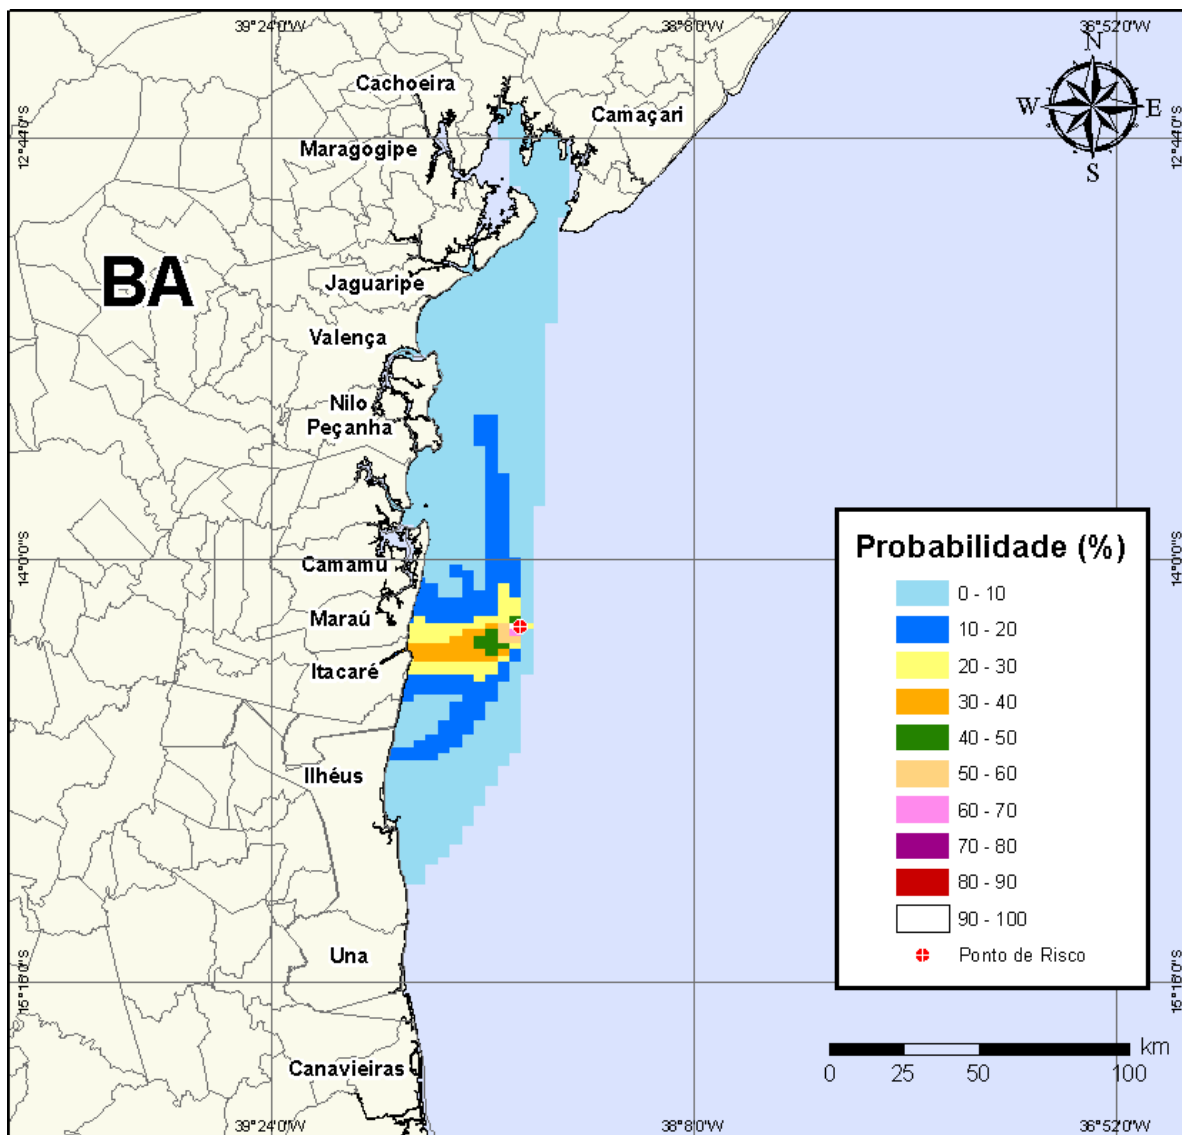 39°24'0"W
38°8'0"W
36°52'0"W
N
W
E
S
Cachoeira
Camaçari
12°44'0"S
12°44'0"S
Maragogipe
BA
Jaguaripe
Valença
Nilo
Peçanha
14°0'0"S
14°0'0"S
Camamu
Maraú
Itacaré
Ilhéus
Una
Canavieiras
Probabilidade (%)
0 - 10
10 - 20
20 - 30
30 - 40
40 - 50
50 - 60
60 - 70
70 - 80
80 - 90
90 - 100
Ponto de Risco
15°16'0"S
15°16'0"S
km
0 25 50 100
39°24'0"W
38°8'0"W
36°52'0"W